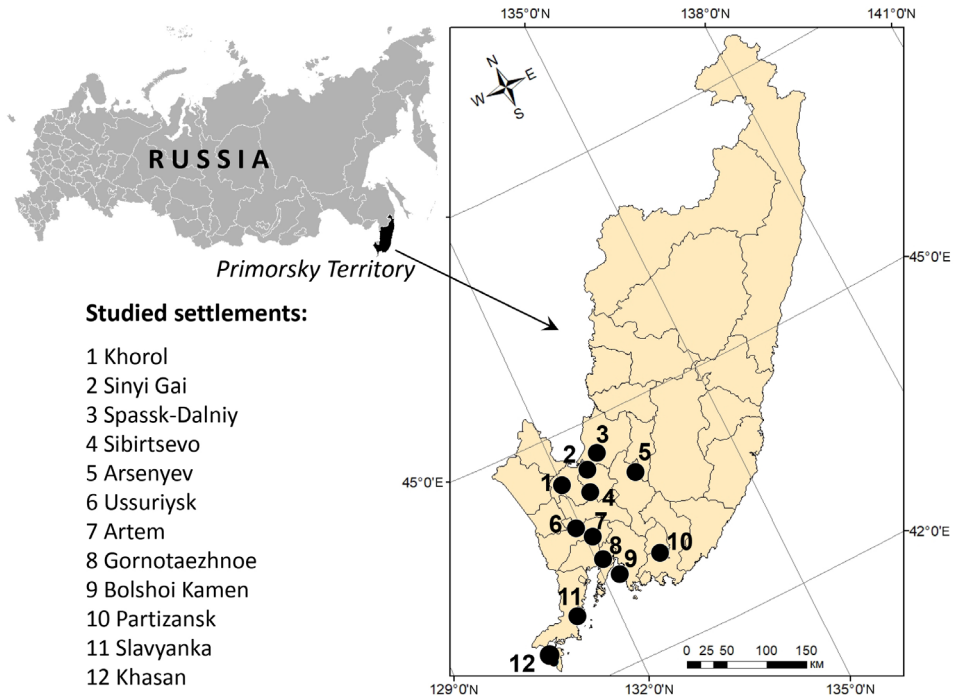 135°0'N 138°0'N 141°0'N
N
E
W
S
RUSSIA
Primorsky Territory
45°0'E
Studied settlements:
1 Khorol
2 Sinyi Gai
3 Spassk-Dalniy
4 Sibirtsevo
5 Arsenyev
6 Ussuriysk
7 Artem
8 Gornotaezhnoe
9 Bolshoi Kamen
10 Partizansk
11 Slavyanka
12 Khasan
3
2
5
1
4
45°0'E
6
7
8
10
9
42°0'E
11
12
0 25 50 100 150
КМ
129°0'N 132°0'N 135°0'N